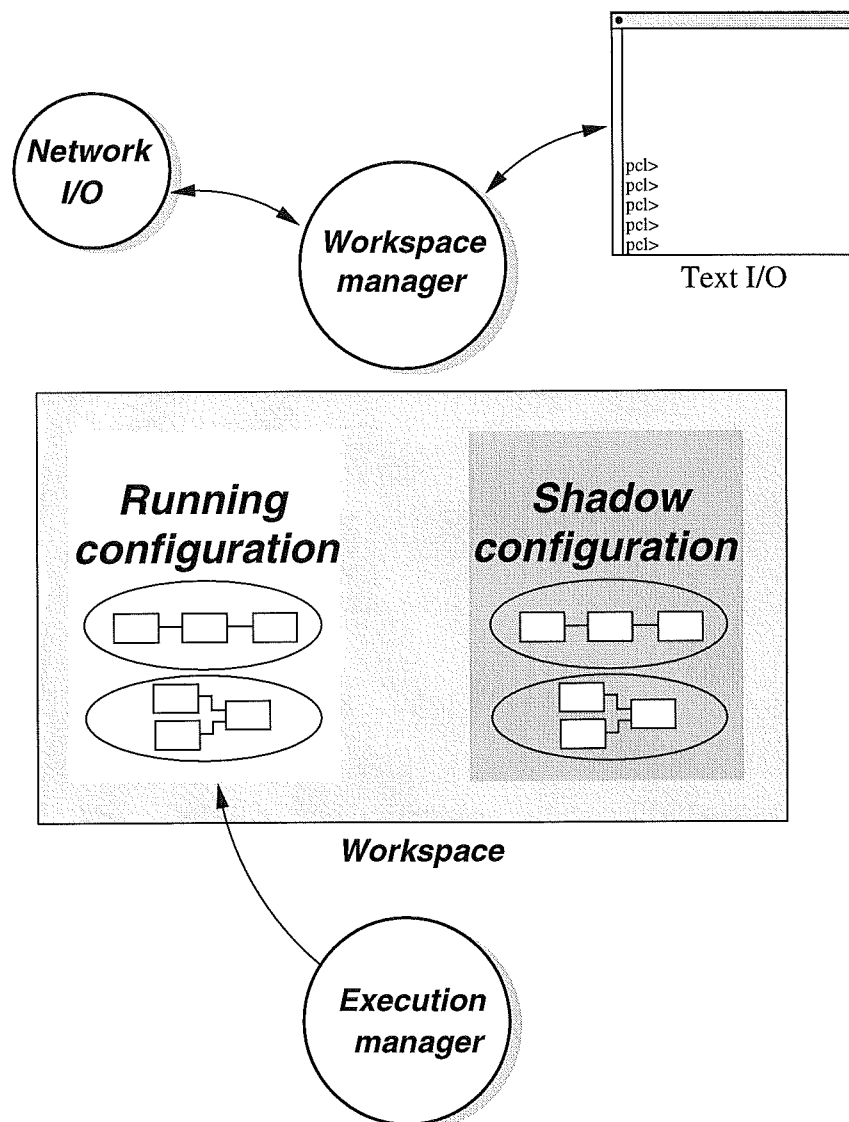 Network
I/O
Workspace
manager
pcl>
pcl>
pcl>
pcl>
pcl>
Text I/O
Running
configuration
Shadow
configuration
Workspace
Execution
manager